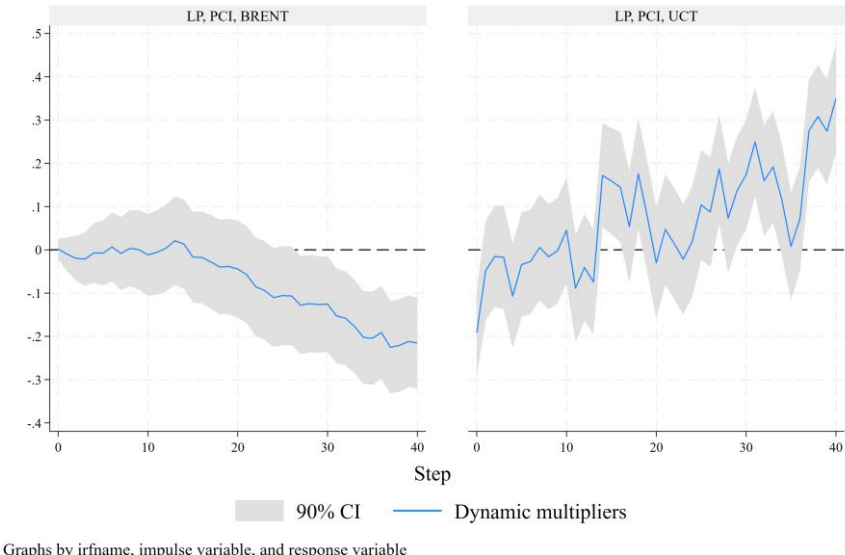 LP, PCI, BRENT
LP, PCI, UCT
.5
.4
.3
.2
.1
0
-.1
-.2
-.3
-.4
0 10 20 30 40
0 10 20 30 40
Step
90% CI
Dynamic multipliers
Graphs by irfname, impulse variable, and response variable